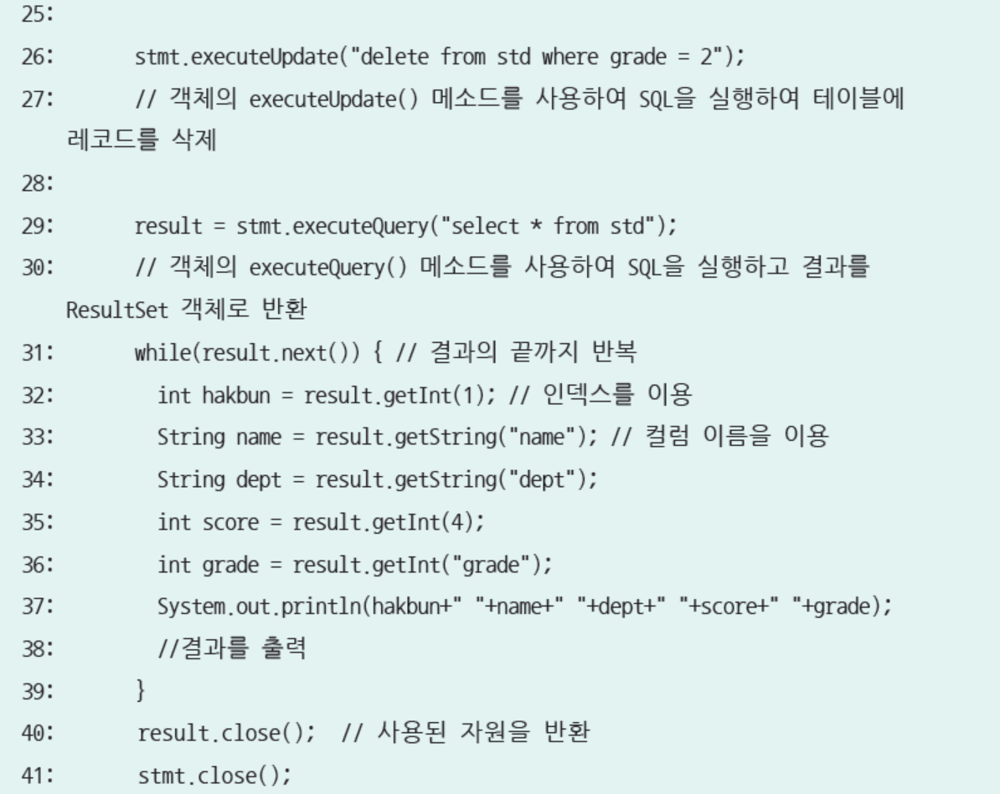 25:
26: stmt.executeUpdate("delete from std where grade = 2");
27: // 객체의 executeUpdate() 메소드를 사용하여 SQL을 실행하여 테이블에
레코드를 삭제
28:
29: result = stmt.executeQuery("select * from std");
30: // 객체의 executeQuery() 메소드를 사용하여 SQL을 실행하고 결과를
ResultSet 객체로 반환
31: while(result.next()) { // 결과의 끝까지 반복
32: int hakbun = result.getInt(1); // 인덱스를 이용
33: String name = result.getString("name"); // 컬럼 이름을 이용
34: String dept = result.getString("dept");
35: int score = result.getInt(4);
36: int grade = result.getInt("grade");
37: System.out.println(hakbun+" "+name+" "+dept+" "+score+" "+grade);
38: //결과를 출력
39: }
40: result.close(); // 사용된 자원을 반환
41: stmt.close();